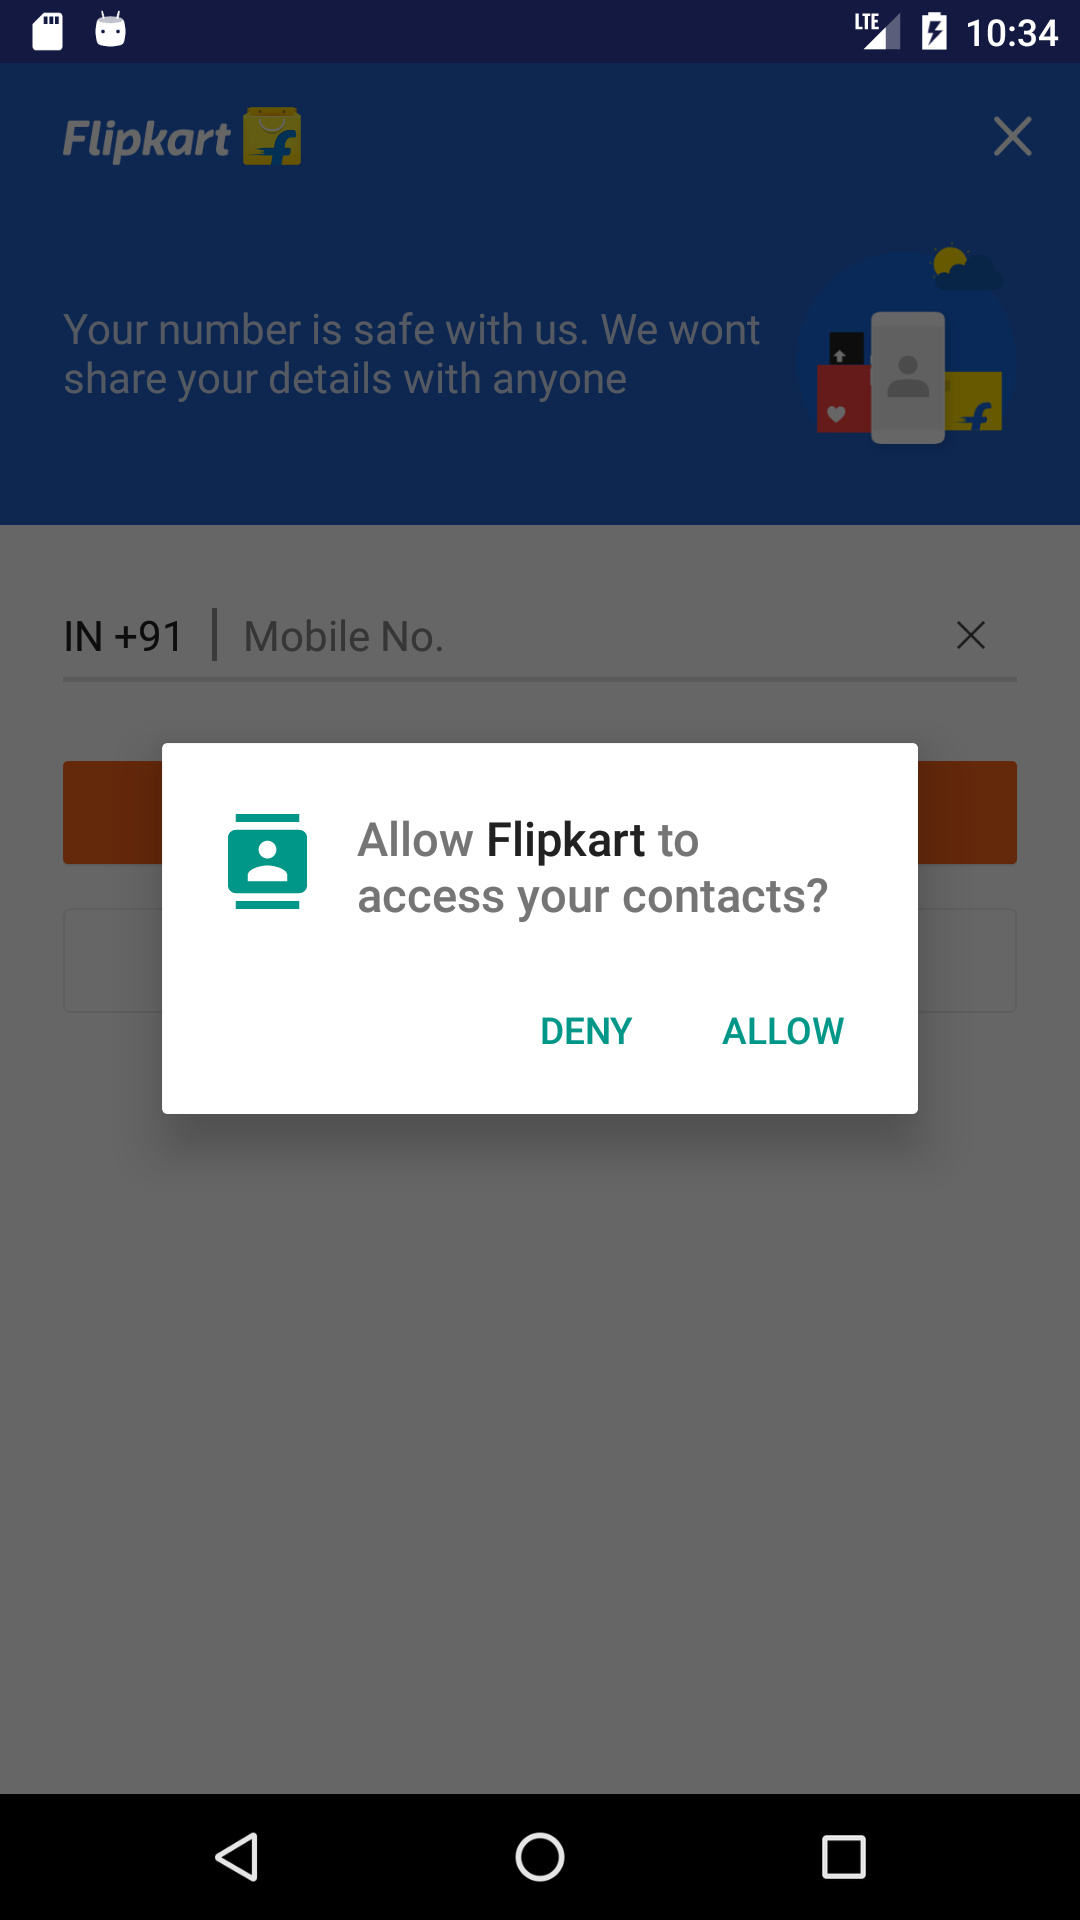 LTE 10:34
Flipkart
Your number is safe with us. We wont
share your details with anyone
IN +91 Mobile No.
Allow Flipkart to
access your contacts?
DENY ALLOW